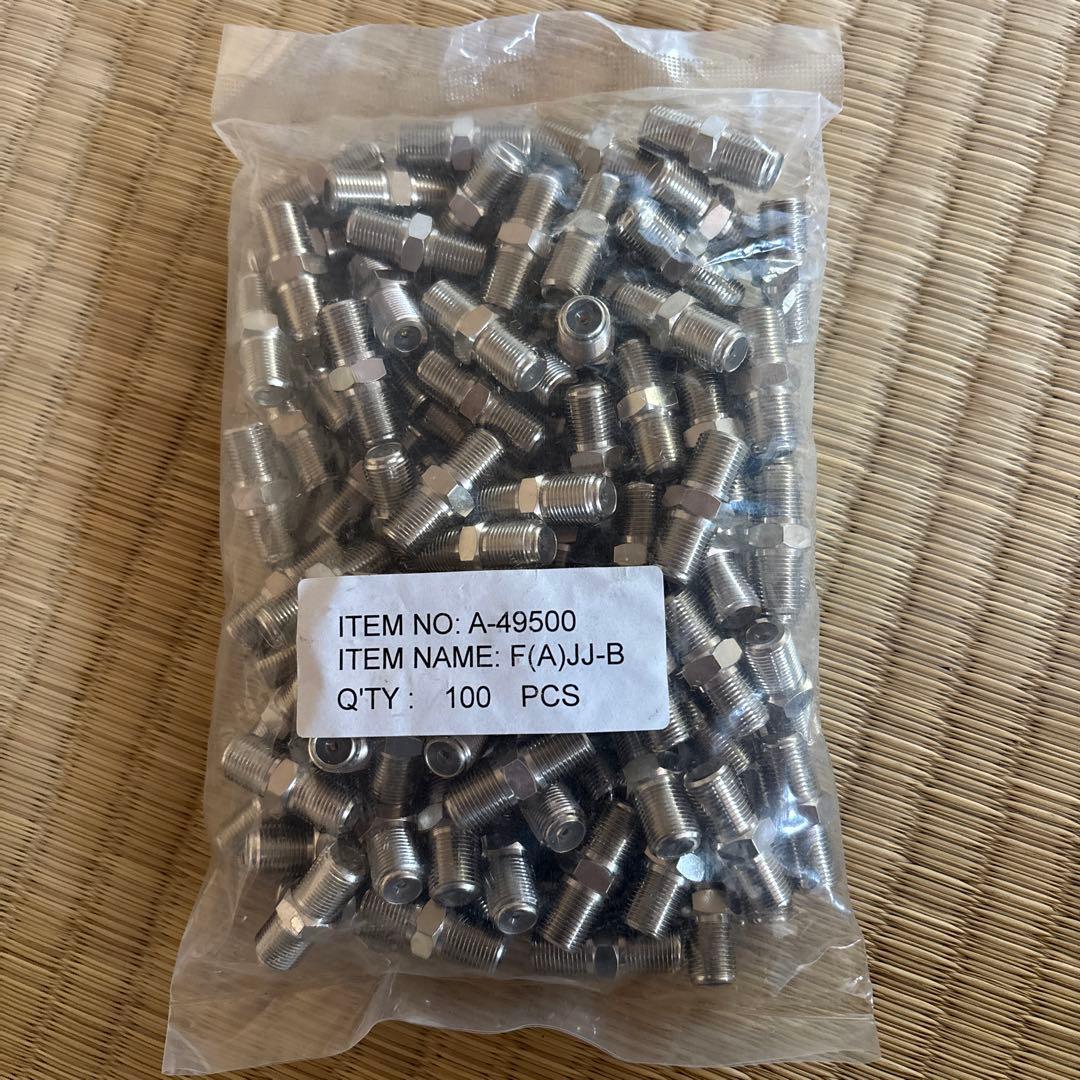 ITEM NO: A-49500
ITEM NAME: F(A)JJ-B
Q'TY : 100 PCS